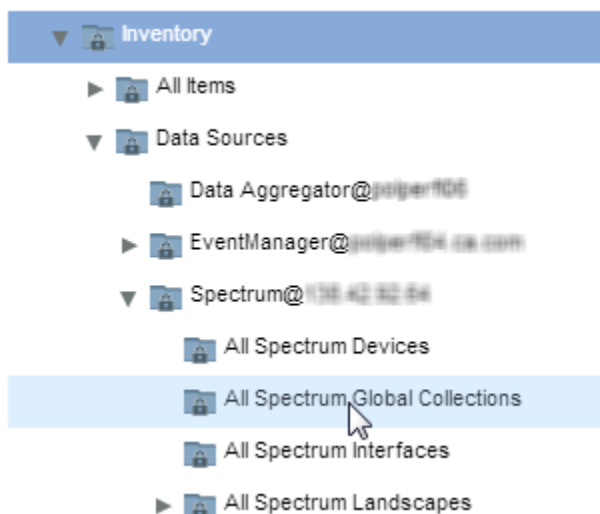 Inventory
All Items
Data Sources
Data Aggregator@
EventManager@
Spectrum@
All Spectrum Devices
All Spectrum Global Collections
All Spectrum Interfaces
All Spectrum Landscapes